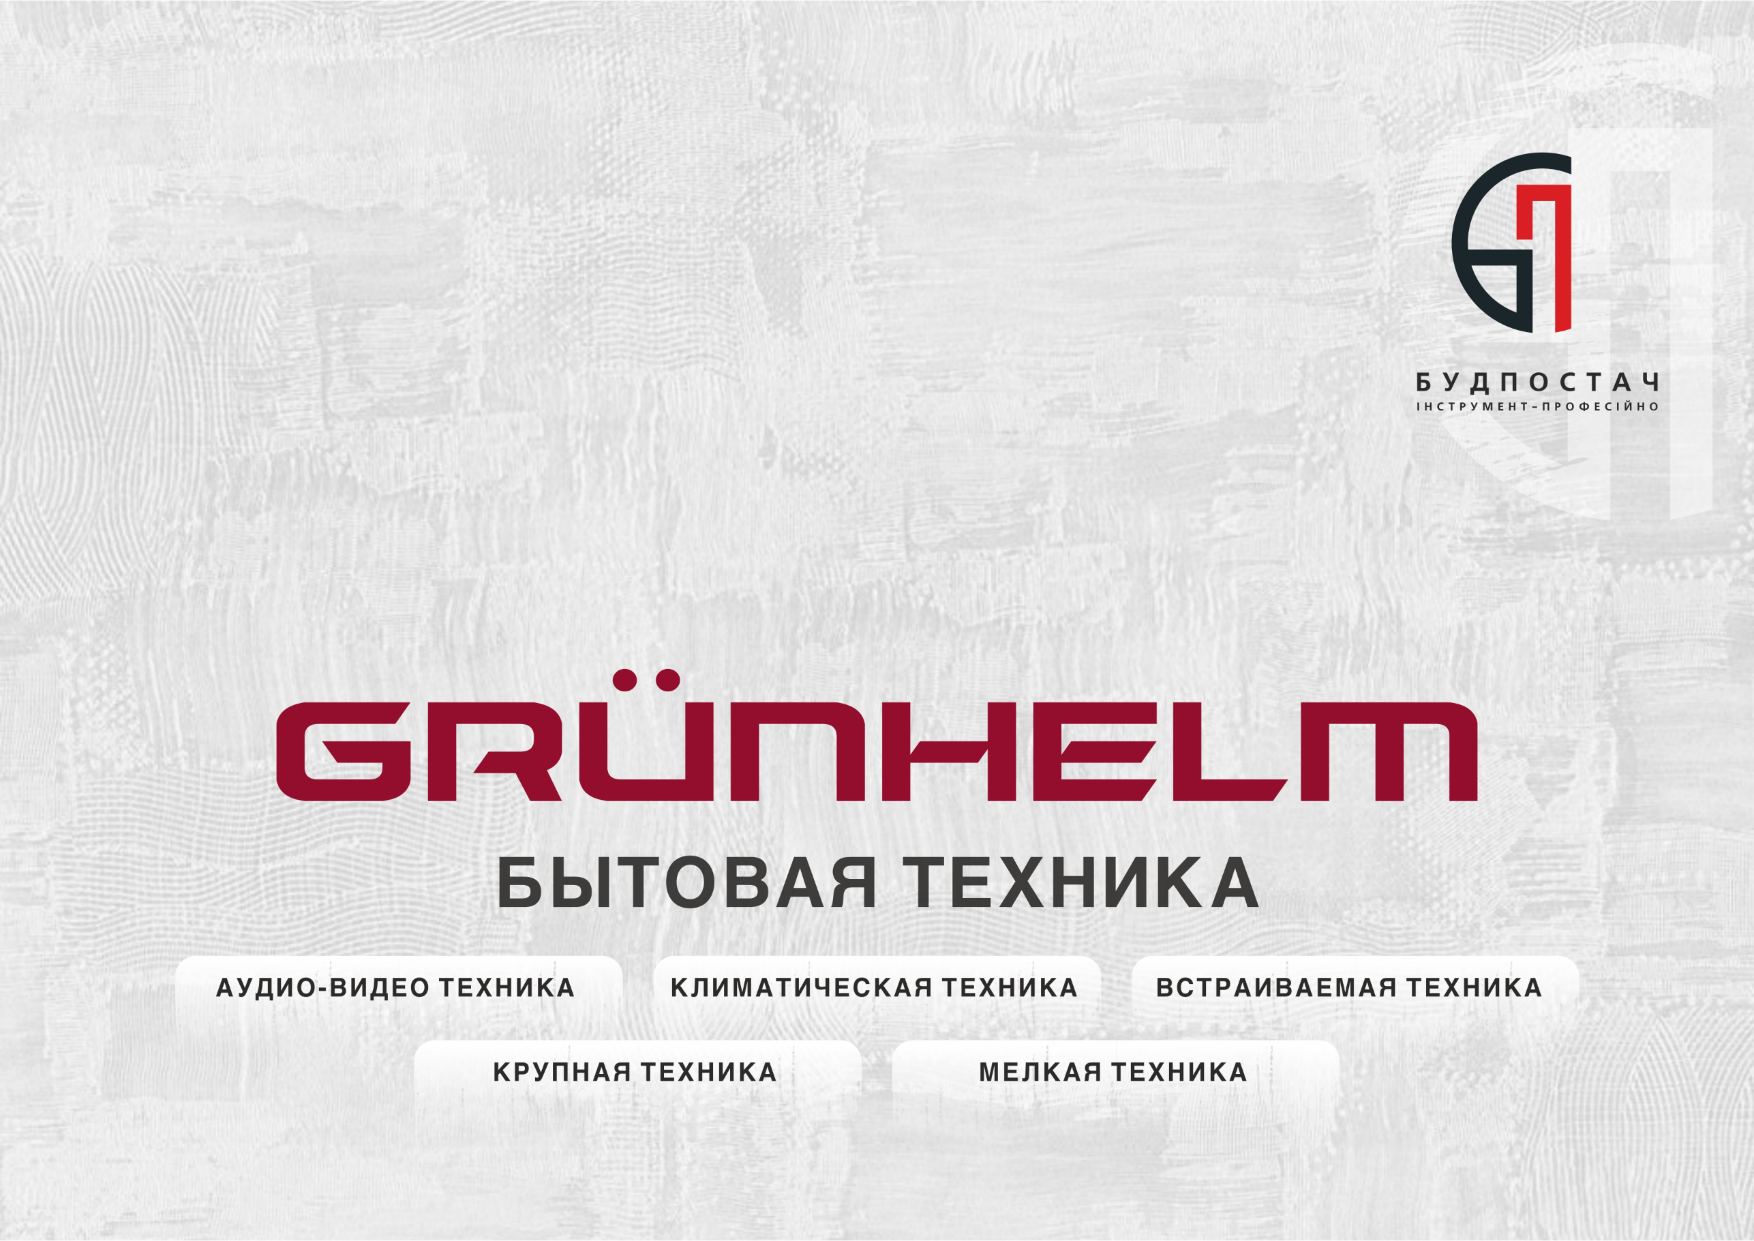 БУДПОСТАЧ
ІНСТРУМЕНТ-ПРОФЕСІЙНО
GRÜNHELM
БЫТОВАЯ ТЕХНИКА
АУДИО-ВИДЕО ТЕХНИКА
КЛИМАТИЧЕСКАЯ ТЕХНИКА
ВСТРАИВАЕМАЯ ТЕХНИКА
КРУПНАЯ ТЕХНИКА
МЕЛКАЯ ТЕХНИКА